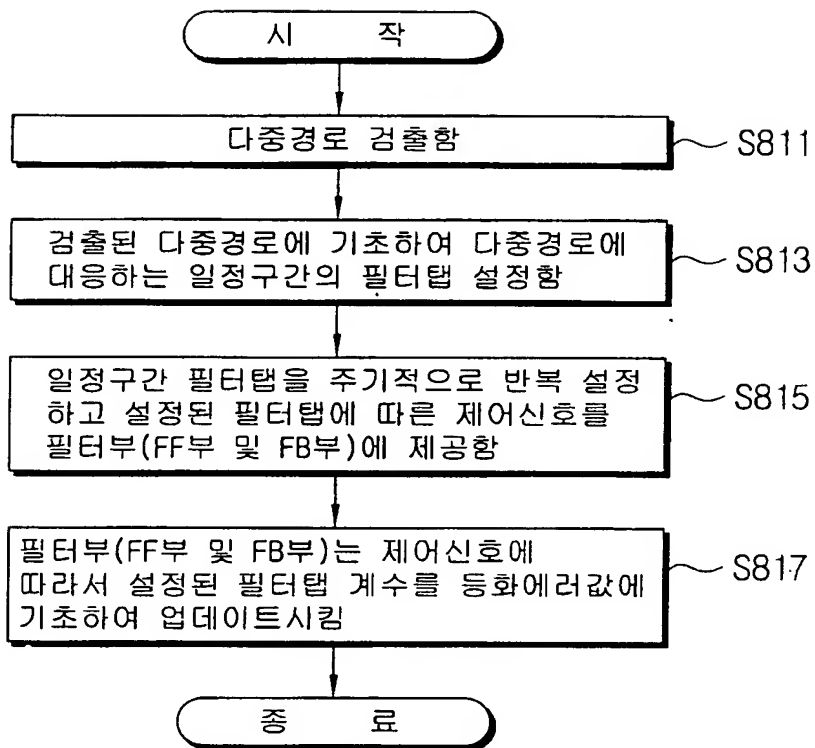 시 작
다중경로 검출함
S811
검출된 다중경로에 기초하여 다중경로에
대응하는 일정구간의 필터탭 설정함
S813
일정구간 필터탭을 주기적으로 반복 설정
하고 설정된 필터탭에 따른 제어신호를
필터부(FF부 및 FB부)에 제공함
S815
필터부(FF부 및 FB부)는 제어신호에
따라서 설정된 필터탭 계수를 등화에러값에
기초하여 업데이트시킴
S817
종 료